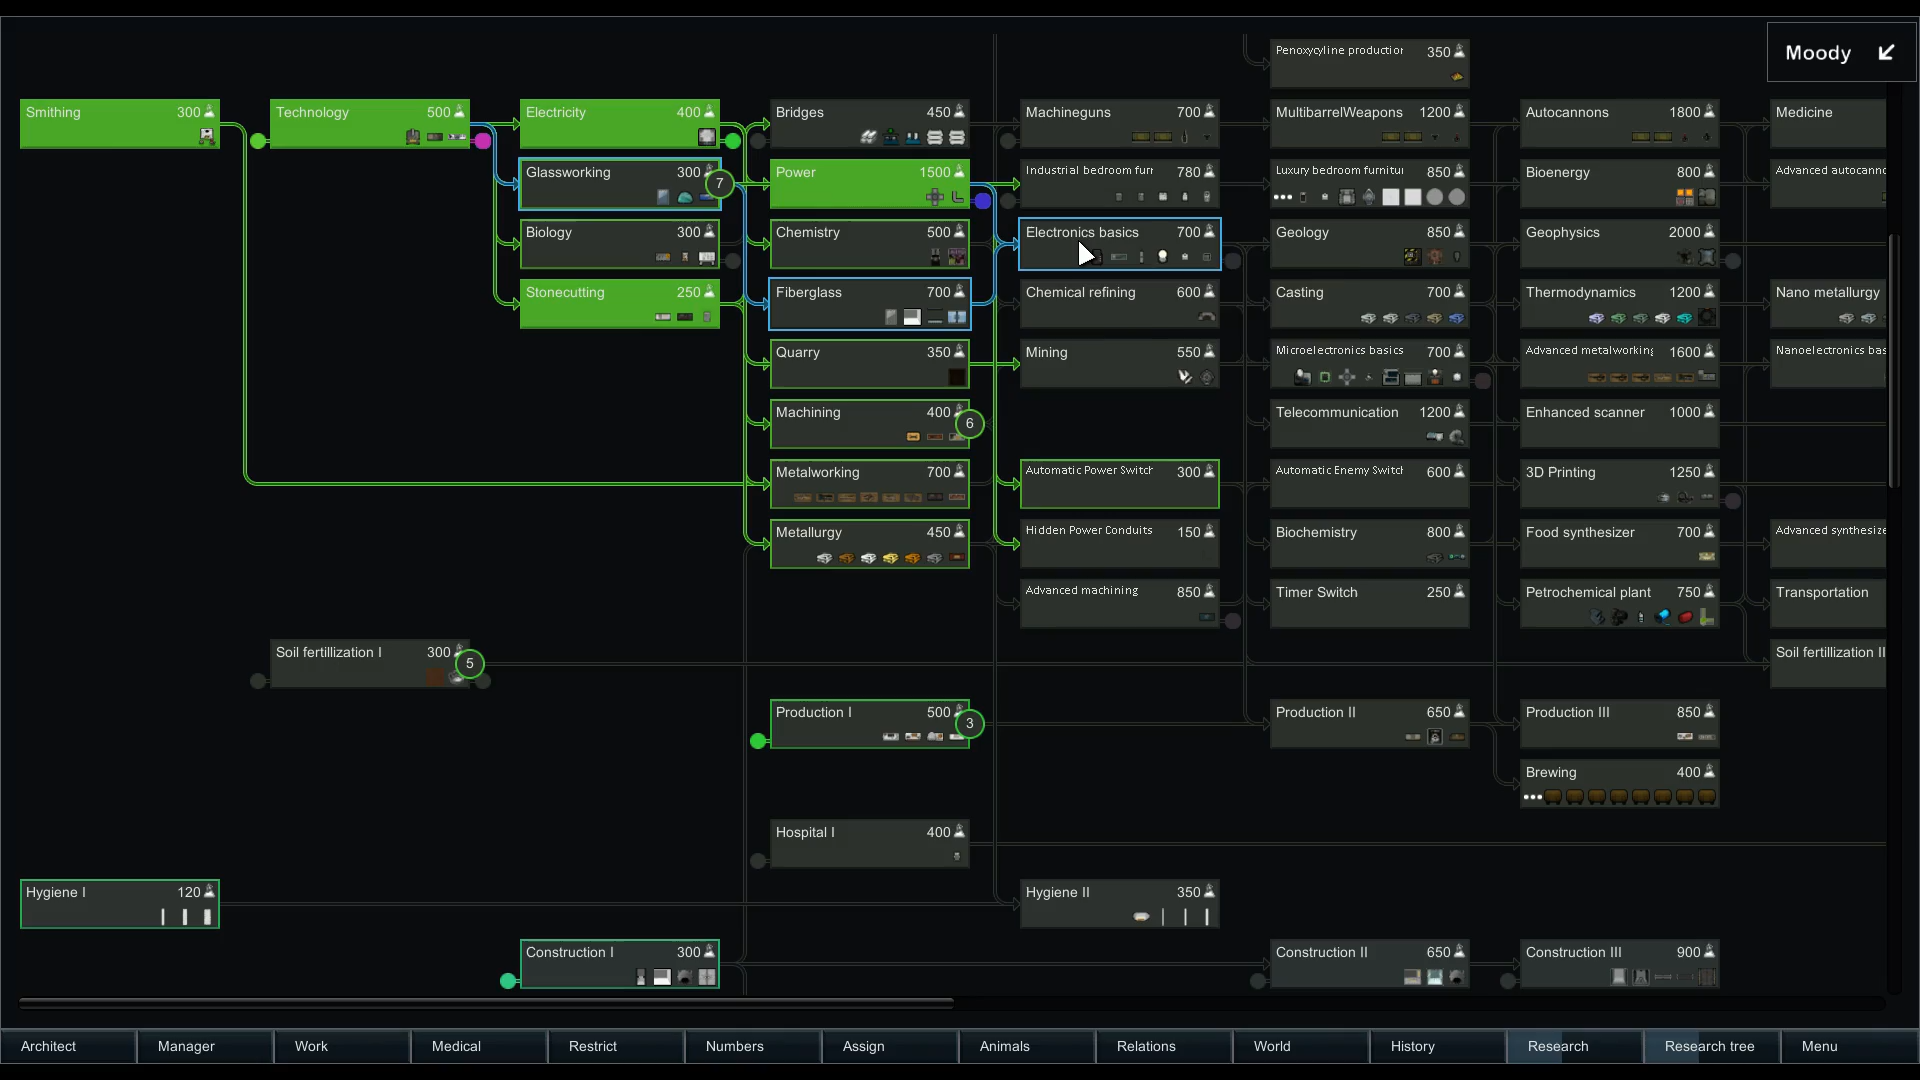 Penoxycyline production 350
Moody
Smithing 300
Technology 500
Electricity 400
Bridges 450
Machineguns 700
MultibarrelWeapons 1200
Autocannons 1800
Medicine
Glassworking 300
7
Power 1500
Industrial bedroom fur 780
Luxury bedroom furnitu 850
Bioenergy 800
Advanced autocanno
Biology 300
Chemistry 500
Electronics basics 700
Geology 850
Geophysics 2000
Stonecutting 250
Fiberglass 700
Chemical refining 600
Casting 700
Thermodynamics 1200
Nano metallurgy
Quarry 350
Mining 550
Microelectronics basics 700
Advanced metalworking 1600
Nanoelectronics bas
Machining 400
6
Telecommunication 1200
Enhanced scanner 1000
Metalworking 700
Automatic Power Switch 300
Automatic Enemy Switch 600
3D Printing 1250
Metallurgy 450
Hidden Power Conduits 150
Biochemistry 800
Food synthesizer 700
Advanced synthesize
Advanced machining 850
Timer Switch 250
Petrochemical plant 750
Transportation
Soil fertillization I 300
5
Soil fertillization II
Production I 500
3
Production II 650
Production III 850
Brewing 400
Hospital I 400
Hygiene I 120
Hygiene II 350
Construction I 300
Construction II 650
Construction III 900
Architect Manager Work Medical Restrict Numbers Assign Animals Relations World History Research Research tree Menu